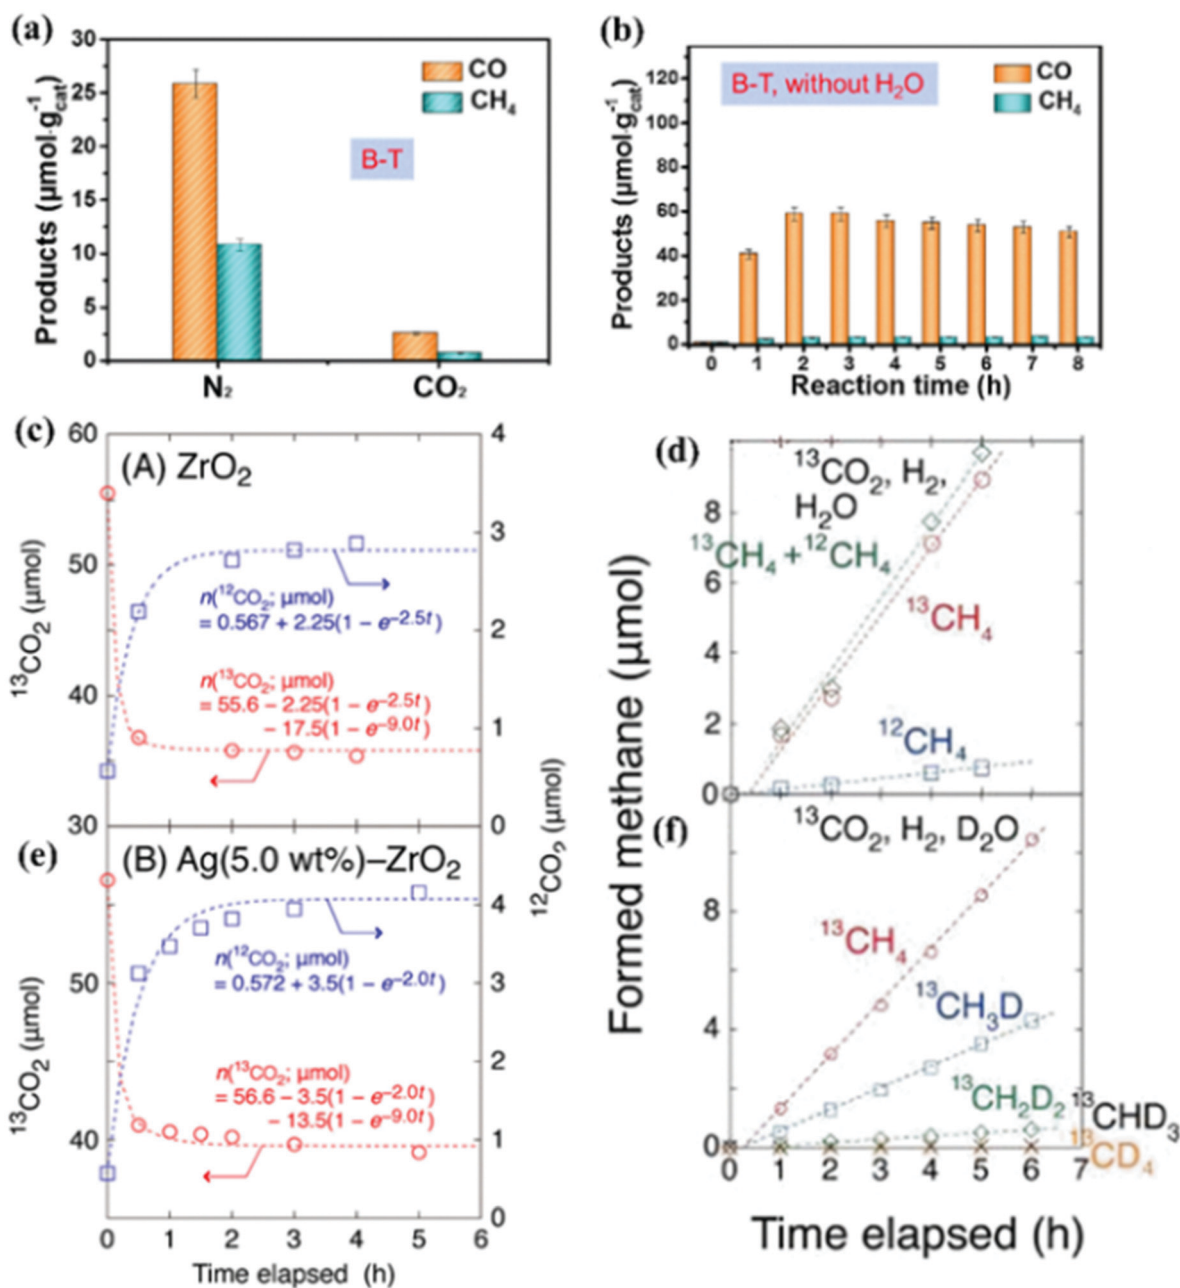 (a)
30
25
20
15
10
5
0
Products (μmol·g⁻¹cat)
CO
CH₄
B-T
N₂
CO₂
(b)
120
100
80
60
40
20
0
Products (μmol·g⁻¹cat)
B-T, without H₂O
CO
CH₄
0 1 2 3 4 5 6 7 8
Reaction time (h)
(c)
60
50
40
30
¹³CO₂ (μmol)
(A) ZrO₂
n(¹²CO₂; μmol)
= 0.567 + 2.25(1 − e⁻²·⁵ᵗ)
n(¹³CO₂; μmol)
= 55.6 − 2.25(1 − e⁻²·⁵ᵗ)
− 17.5(1 − e⁻⁹·⁰ᵗ)
4
3
2
1
0
¹²CO₂ (μmol)
(d)
8
6
4
2
0
Formed methane (μmol)
¹³CO₂, H₂,
H₂O
¹³CH₄ + ¹²CH₄
¹³CH₄
¹²CH₄
(e)
50
40
¹³CO₂ (μmol)
(B) Ag(5.0 wt%)–ZrO₂
n(¹²CO₂; μmol)
= 0.572 + 3.5(1 − e⁻²·⁰ᵗ)
n(¹³CO₂; μmol)
= 56.6 − 3.5(1 − e⁻²·⁰ᵗ)
− 13.5(1 − e⁻⁹·⁰ᵗ)
4
3
2
1
0
0 1 2 3 4 5 6
Time elapsed (h)
(f)
8
4
0
¹³CO₂, H₂, D₂O
¹³CH₄
¹³CH₃D
¹³CH₂D₂
¹³CHD₃
¹³CD₄
0 1 2 3 4 5 6 7
Time elapsed (h)